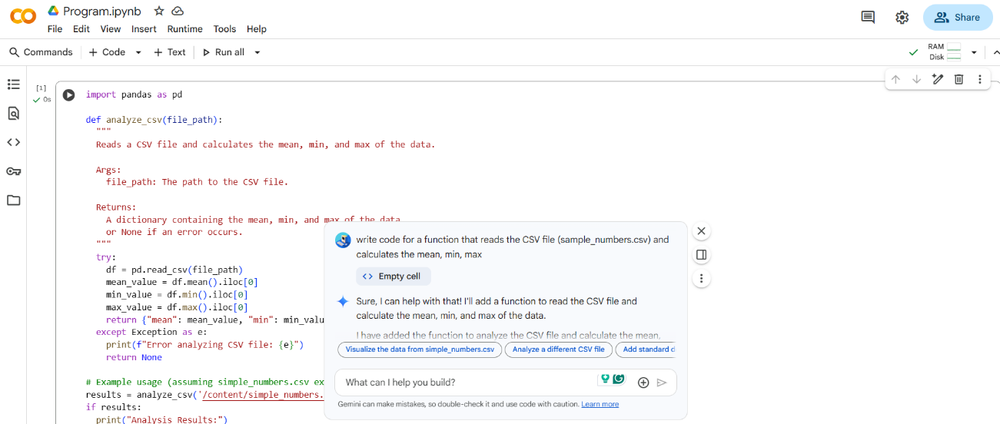 Program.ipynb
File Edit View Insert Runtime Tools Help
Share
Commands + Code + Text Run all
RAM
Disk
[1]
0s
import pandas as pd
def analyze_csv(file_path):
"""
Reads a CSV file and calculates the mean, min, and max of the data.
Args:
file_path: The path to the CSV file.
Returns:
A dictionary containing the mean, min, and max of the data
or None if an error occurs.
"""
try:
df = pd.read_csv(file_path)
mean_value = df.mean().iloc[0]
min_value = df.min().iloc[0]
max_value = df.max().iloc[0]
return {"mean": mean_value, "min": min_valu
except Exception as e:
print(f"Error analyzing CSV file: {e}")
return None
# Example usage (assuming simple_numbers.csv ex
results = analyze_csv('/content/simple_numbers.
if results:
print("Analysis Results:")
write code for a function that reads the CSV file (sample_numbers.csv) and
calculates the mean, min, max
<> Empty cell
Sure, I can help with that! I'll add a function to read the CSV file and
calculate the mean, min, and max of the data.
I have added the function to analyze the CSV file and calculate the mean,
Visualize the data from simple_numbers.csv Analyze a different CSV file Add standard d
What can I help you build?
Gemini can make mistakes, so double-check it and use code with caution. Learn more